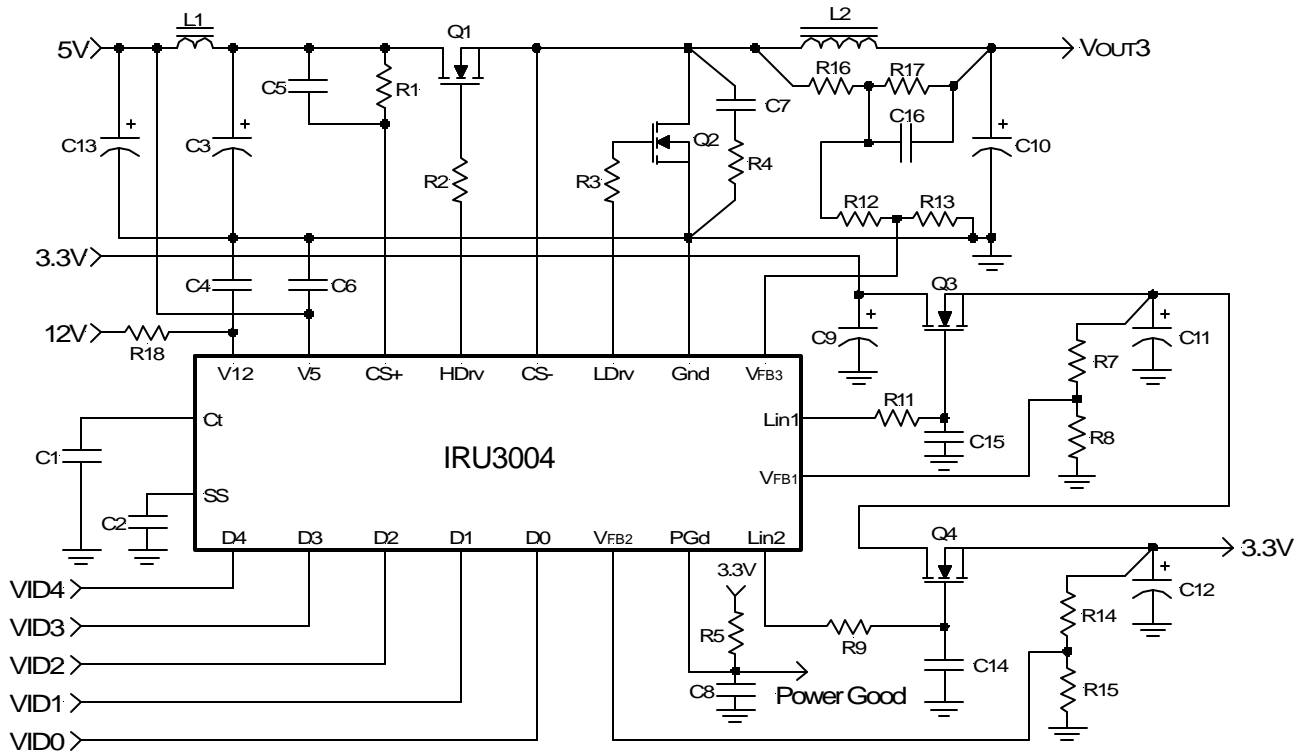 L1
Q1
L2
5V
VOUT3
R16
R17
C5
R1
C7
C16
C13
C3
Q2
C10
R2
R3
R4
R12
R13
3.3V
C4
C6
Q3
12V
R18
C9
C11
R7
V12
V5
CS+
HDrv
CS-
LDrv
Gnd
VFB3
R11
Ct
Lin1
C15
R8
C1
IRU3004
VFB1
SS
C2
D4
D3
D2
D1
D0
VFB2
PGd
Lin2
Q4
3.3V
3.3V
C12
VID4
R14
VID3
R5
R9
VID2
C14
C8
Power Good
R15
VID1
VID0
+
+
+
+
+
+